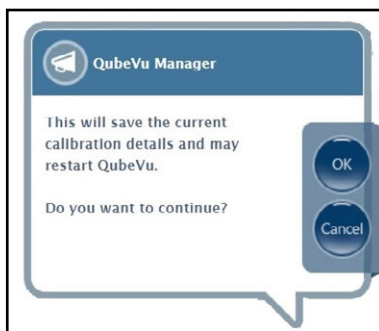 QubeVu Manager
This will save the current
calibration details and may
restart QubeVu.
Do you want to continue?
OK
Cancel